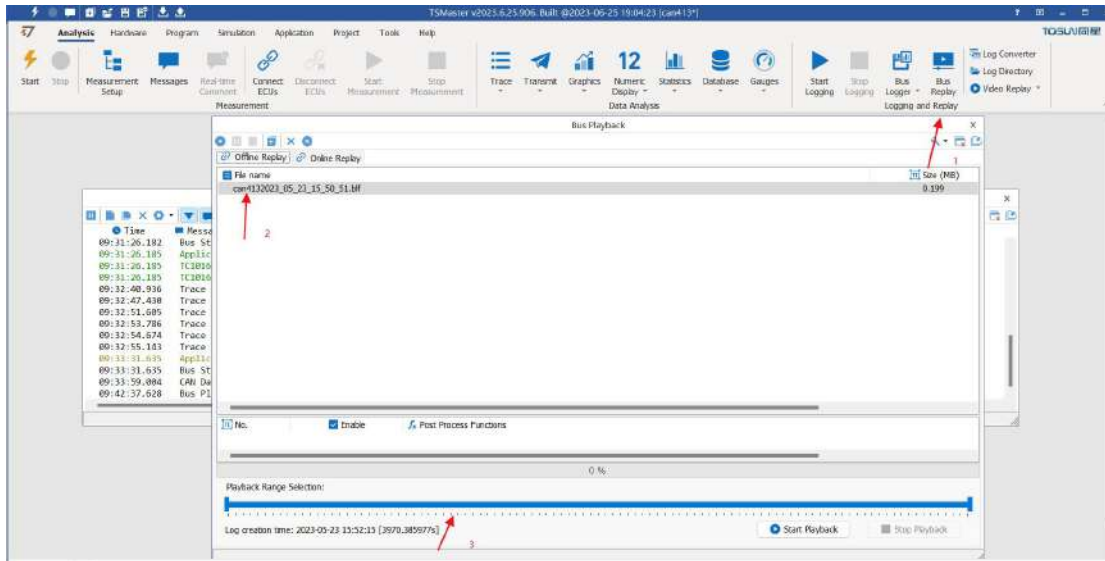 TSMaster v2023.6.25.906. Built @2023-06-25 19:04:23 [can413*]
Analysis Hardware Program Simulation Application Project Tools Help
TOSUN同星
Start Stop Measurement Setup Messages Real-time Comment Connect ECUs Disconnect ECUs Start Measurement Stop Measurement Trace Transmit Graphics Numeric Display Statistics Database Gauges Start Logging Stop Logging Bus Logger Bus Replay
Log Converter
Log Directory
Video Replay
Measurement Data Analysis Logging and Replay
Bus Playback
1
Offline Replay Online Replay
File name Size (MB)
can4132023_05_23_15_50_51.blf 0.199
2
Time Messa
09:31:26.182 Bus St
09:31:26.185 Applic
09:31:26.185 TC1016
09:31:26.185 TC1016
09:32:40.936 Trace
09:32:47.430 Trace
09:32:51.605 Trace
09:32:53.786 Trace
09:32:54.674 Trace
09:32:55.143 Trace
09:33:31.635 Applic
09:33:31.635 Bus St
09:33:59.004 CAN Da
09:42:37.628 Bus Pl
No. Enable Post Process Functions
0 %
Playback Range Selection:
Log creation time: 2023-05-23 15:52:15 [3970.385977s]
Start Playback Stop Playback
3